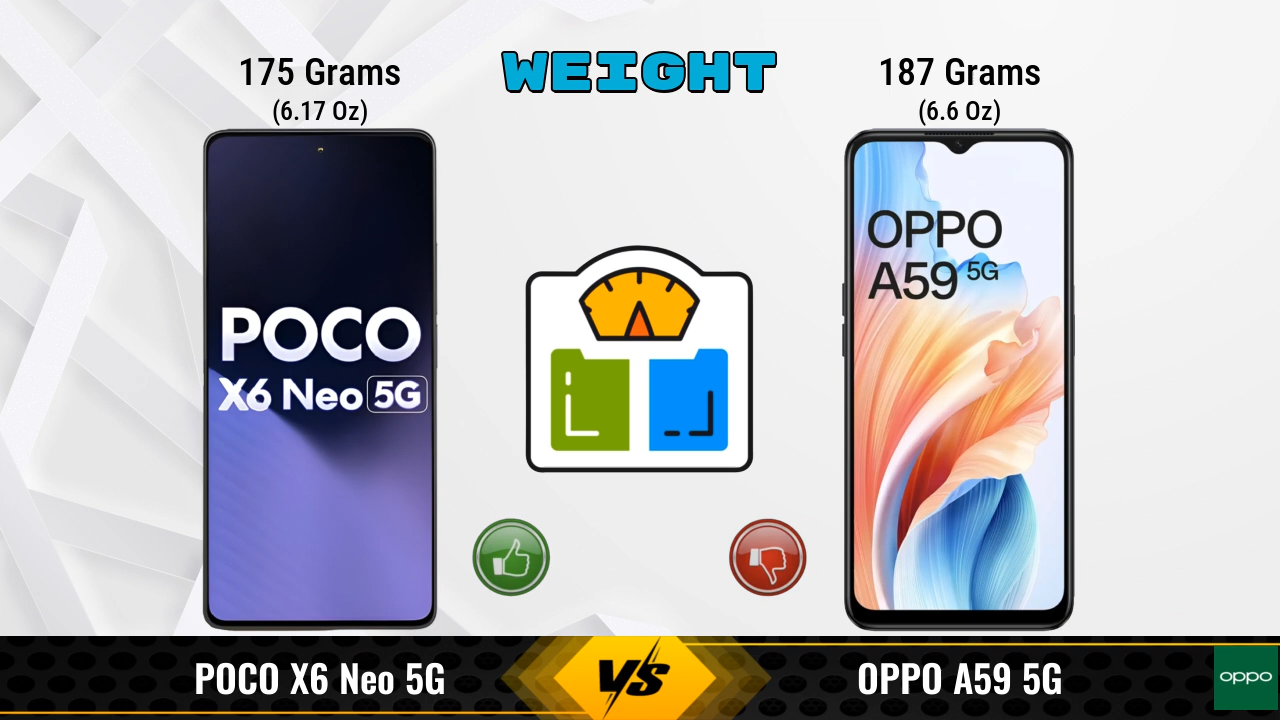 WEIGHT
175 Grams
(6.17 Oz)
187 Grams
(6.6 Oz)
POCO
X6 Neo 5G
OPPO
A59 5G
POCO X6 Neo 5G
VS
OPPO A59 5G
oppo